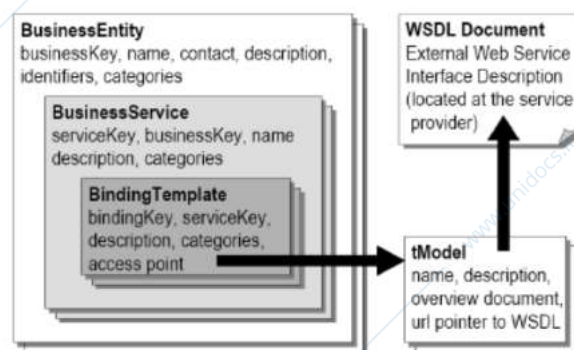 BusinessEntity
businessKey, name, contact, description,
identifiers, categories
BusinessService
serviceKey, businessKey, name
description, categories
BindingTemplate
bindingKey, serviceKey,
description, categories,
access point
WSDL Document
External Web Service
Interface Description
(located at the service
provider)
tModel
name, description,
overview document,
url pointer to WSDL